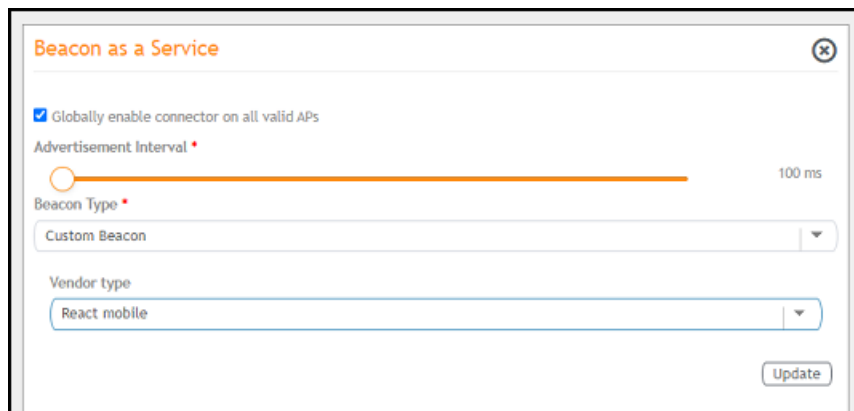 Beacon as a Service
Globally enable connector on all valid APs
Advertisement Interval *
100 ms
Beacon Type *
Custom Beacon
Vendor type
React mobile
Update